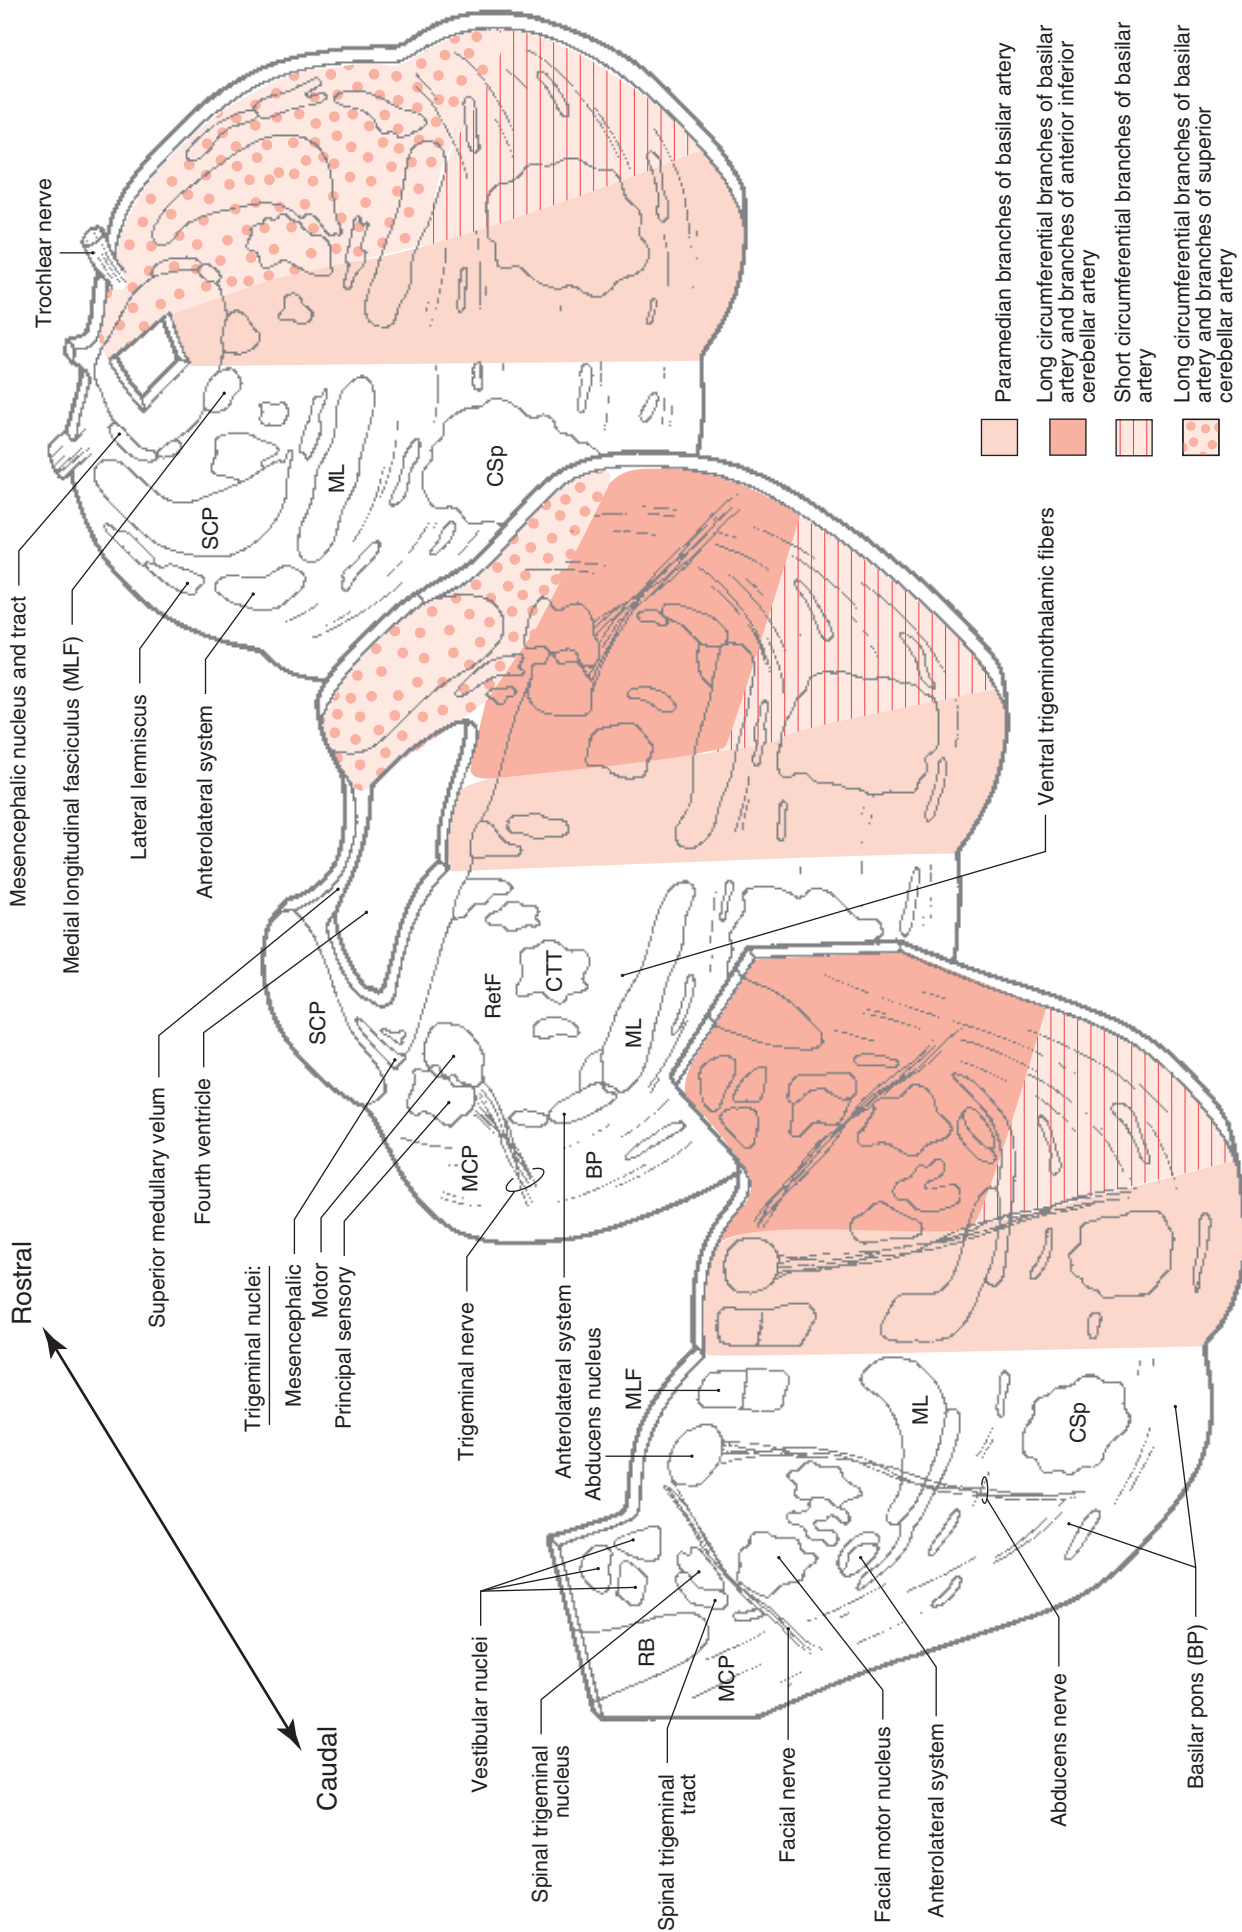 Rostral
Caudal
Trochlear nerve
Mesencephalic nucleus and tract
Medial longitudinal fasciculus (MLF)
Lateral lemniscus
Anterolateral system
SCP
ML
CSp
Superior medullary velum
Fourth ventricle
Trigeminal nuclei:
Mesencephalic
Motor
Principal sensory
Trigeminal nerve
Anterolateral system
SCP
RetF
CTT
ML
MCP
BP
Ventral trigeminothalamic fibers
Abducens nucleus
MLF
Vestibular nuclei
Spinal trigeminal
nucleus
Spinal trigeminal
tract
Facial nerve
Facial motor nucleus
Anterolateral system
Abducens nerve
Basilar pons (BP)
RB
MCP
ML
CSp
Paramedian branches of basilar artery
Long circumferential branches of basilar
artery and branches of anterior inferior
cerebellar artery
Short circumferential branches of basilar
artery
Long circumferential branches of basilar
artery and branches of superior
cerebellar artery